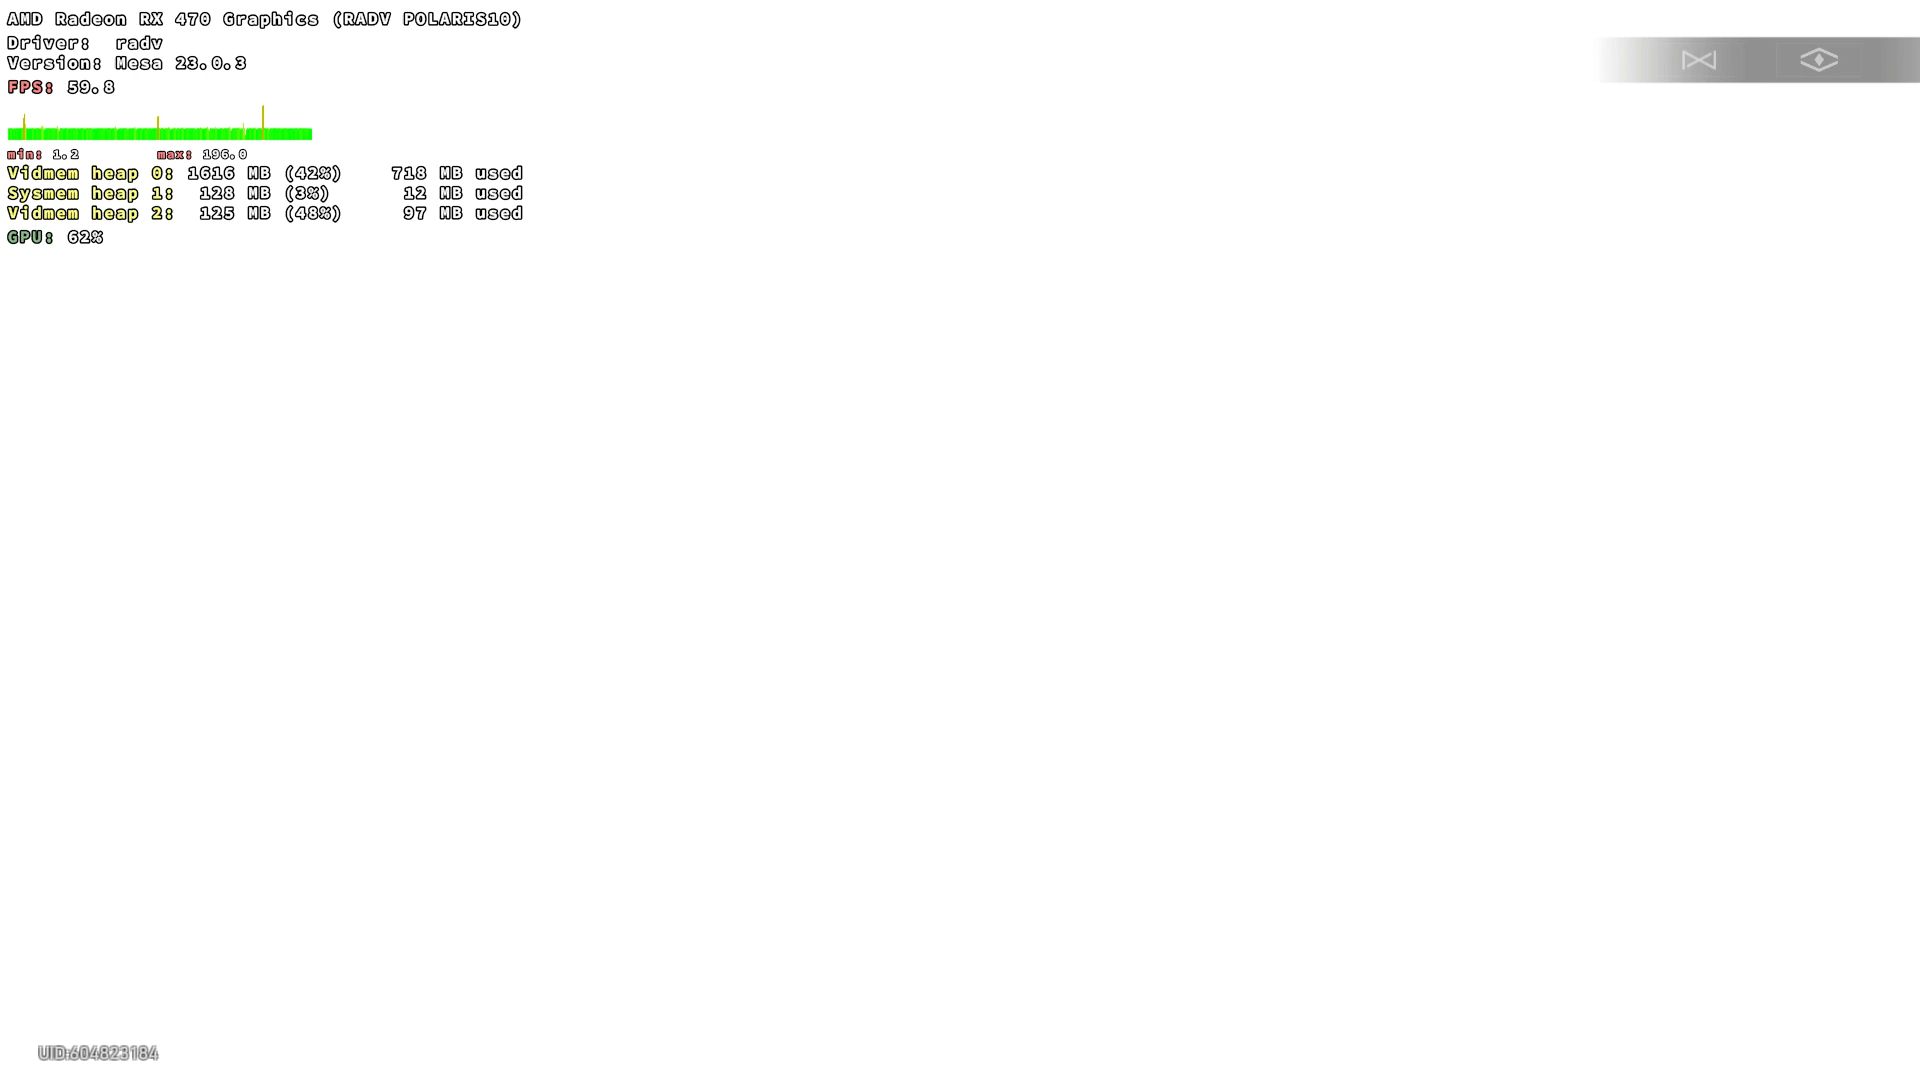 AMD Radeon RX 470 Graphics (RADV POLARIS10)
Driver: radv
Version: Mesa 23.0.3
FPS: 59.8
min: 1.2 max: 196.0
Vidmem heap 0: 1616 MB (42%) 718 MB used
Sysmem heap 1: 128 MB (3%) 12 MB used
Vidmem heap 2: 125 MB (48%) 97 MB used
GPU: 62%
UID:604823184